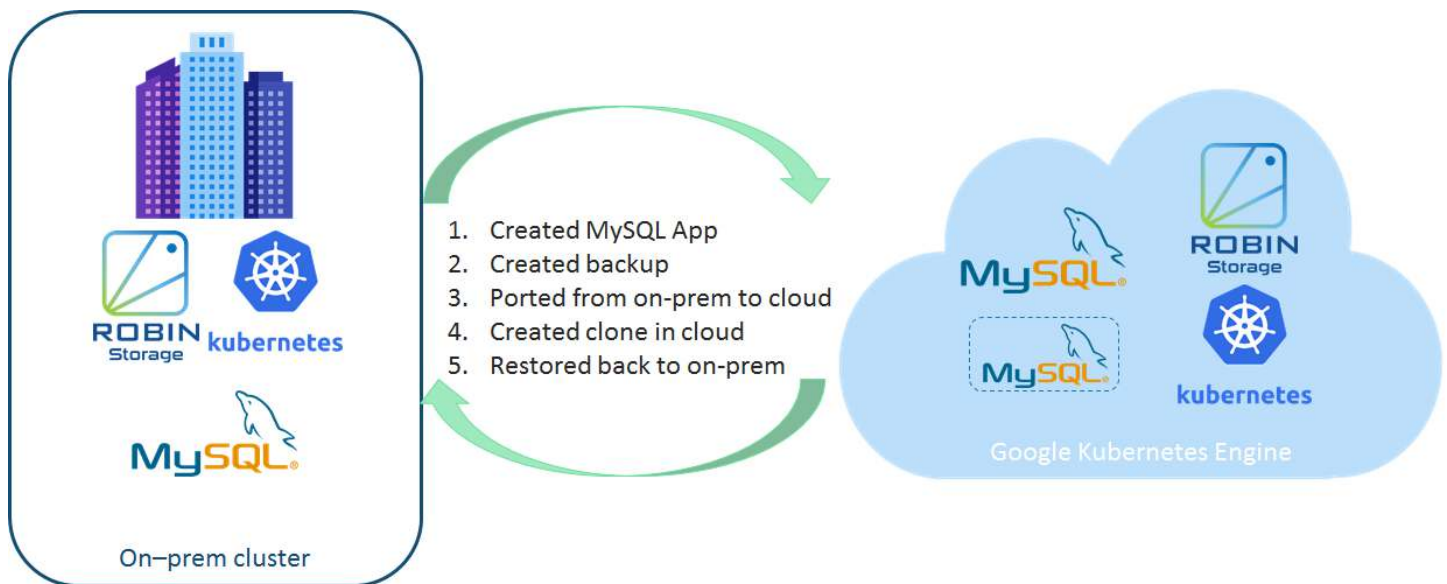 ROBIN
Storage
kubernetes
MySQL®
On–prem cluster
1. Created MySQL App
2. Created backup
3. Ported from on-prem to cloud
4. Created clone in cloud
5. Restored back to on-prem
MySQL®
ROBIN
Storage
MySQL®
kubernetes
Google Kubernetes Engine